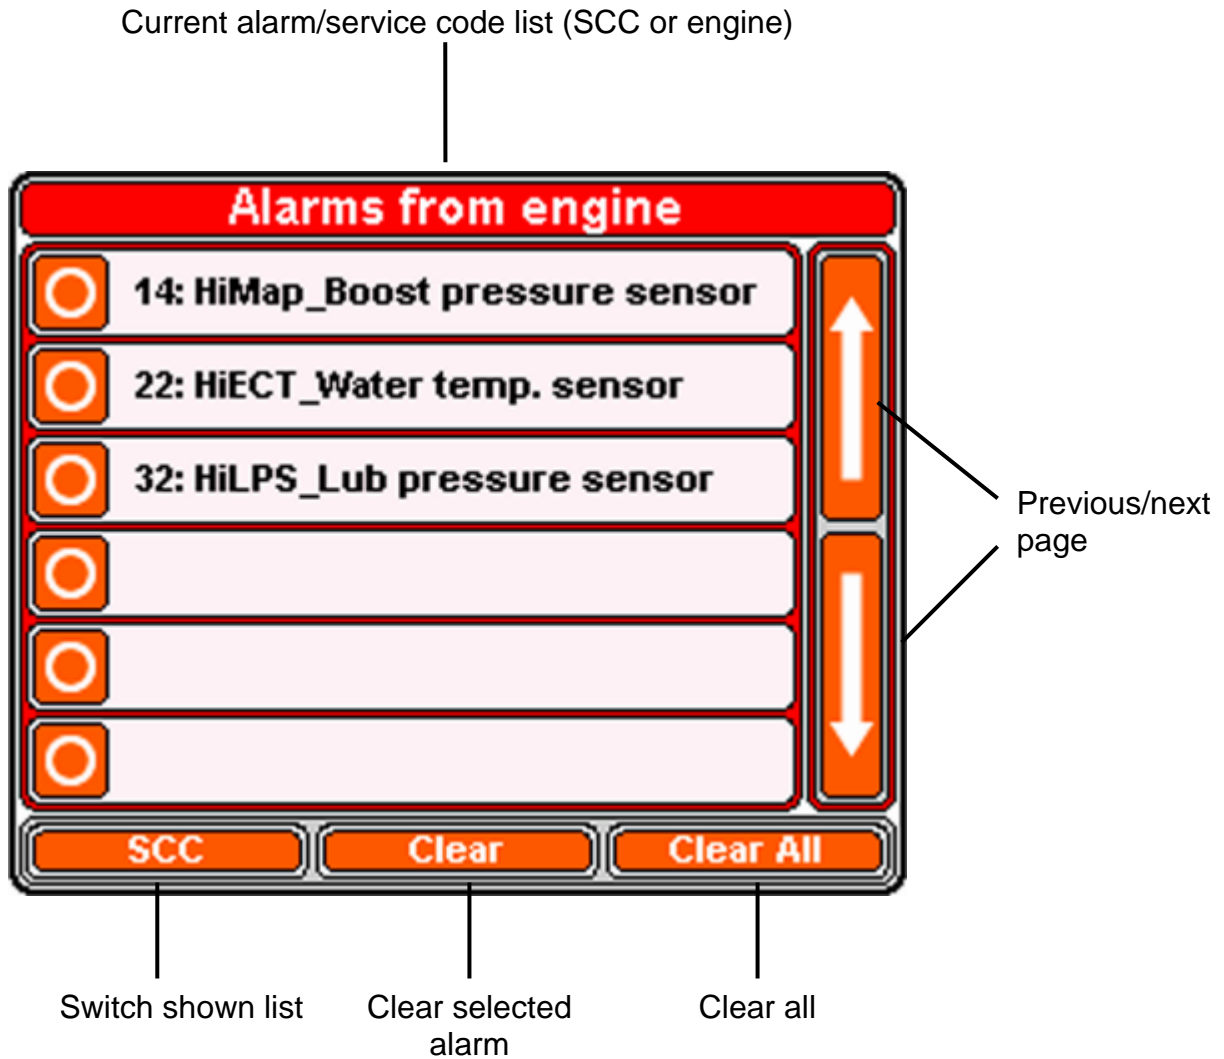 Current alarm/service code list (SCC or engine)
Alarms from engine
14: HiMap_Boost pressure sensor
22: HiECT_Water temp. sensor
32: HiLPS_Lub pressure sensor
Previous/next
page
SCC
Clear
Clear All
Switch shown list
Clear selected
alarm
Clear all